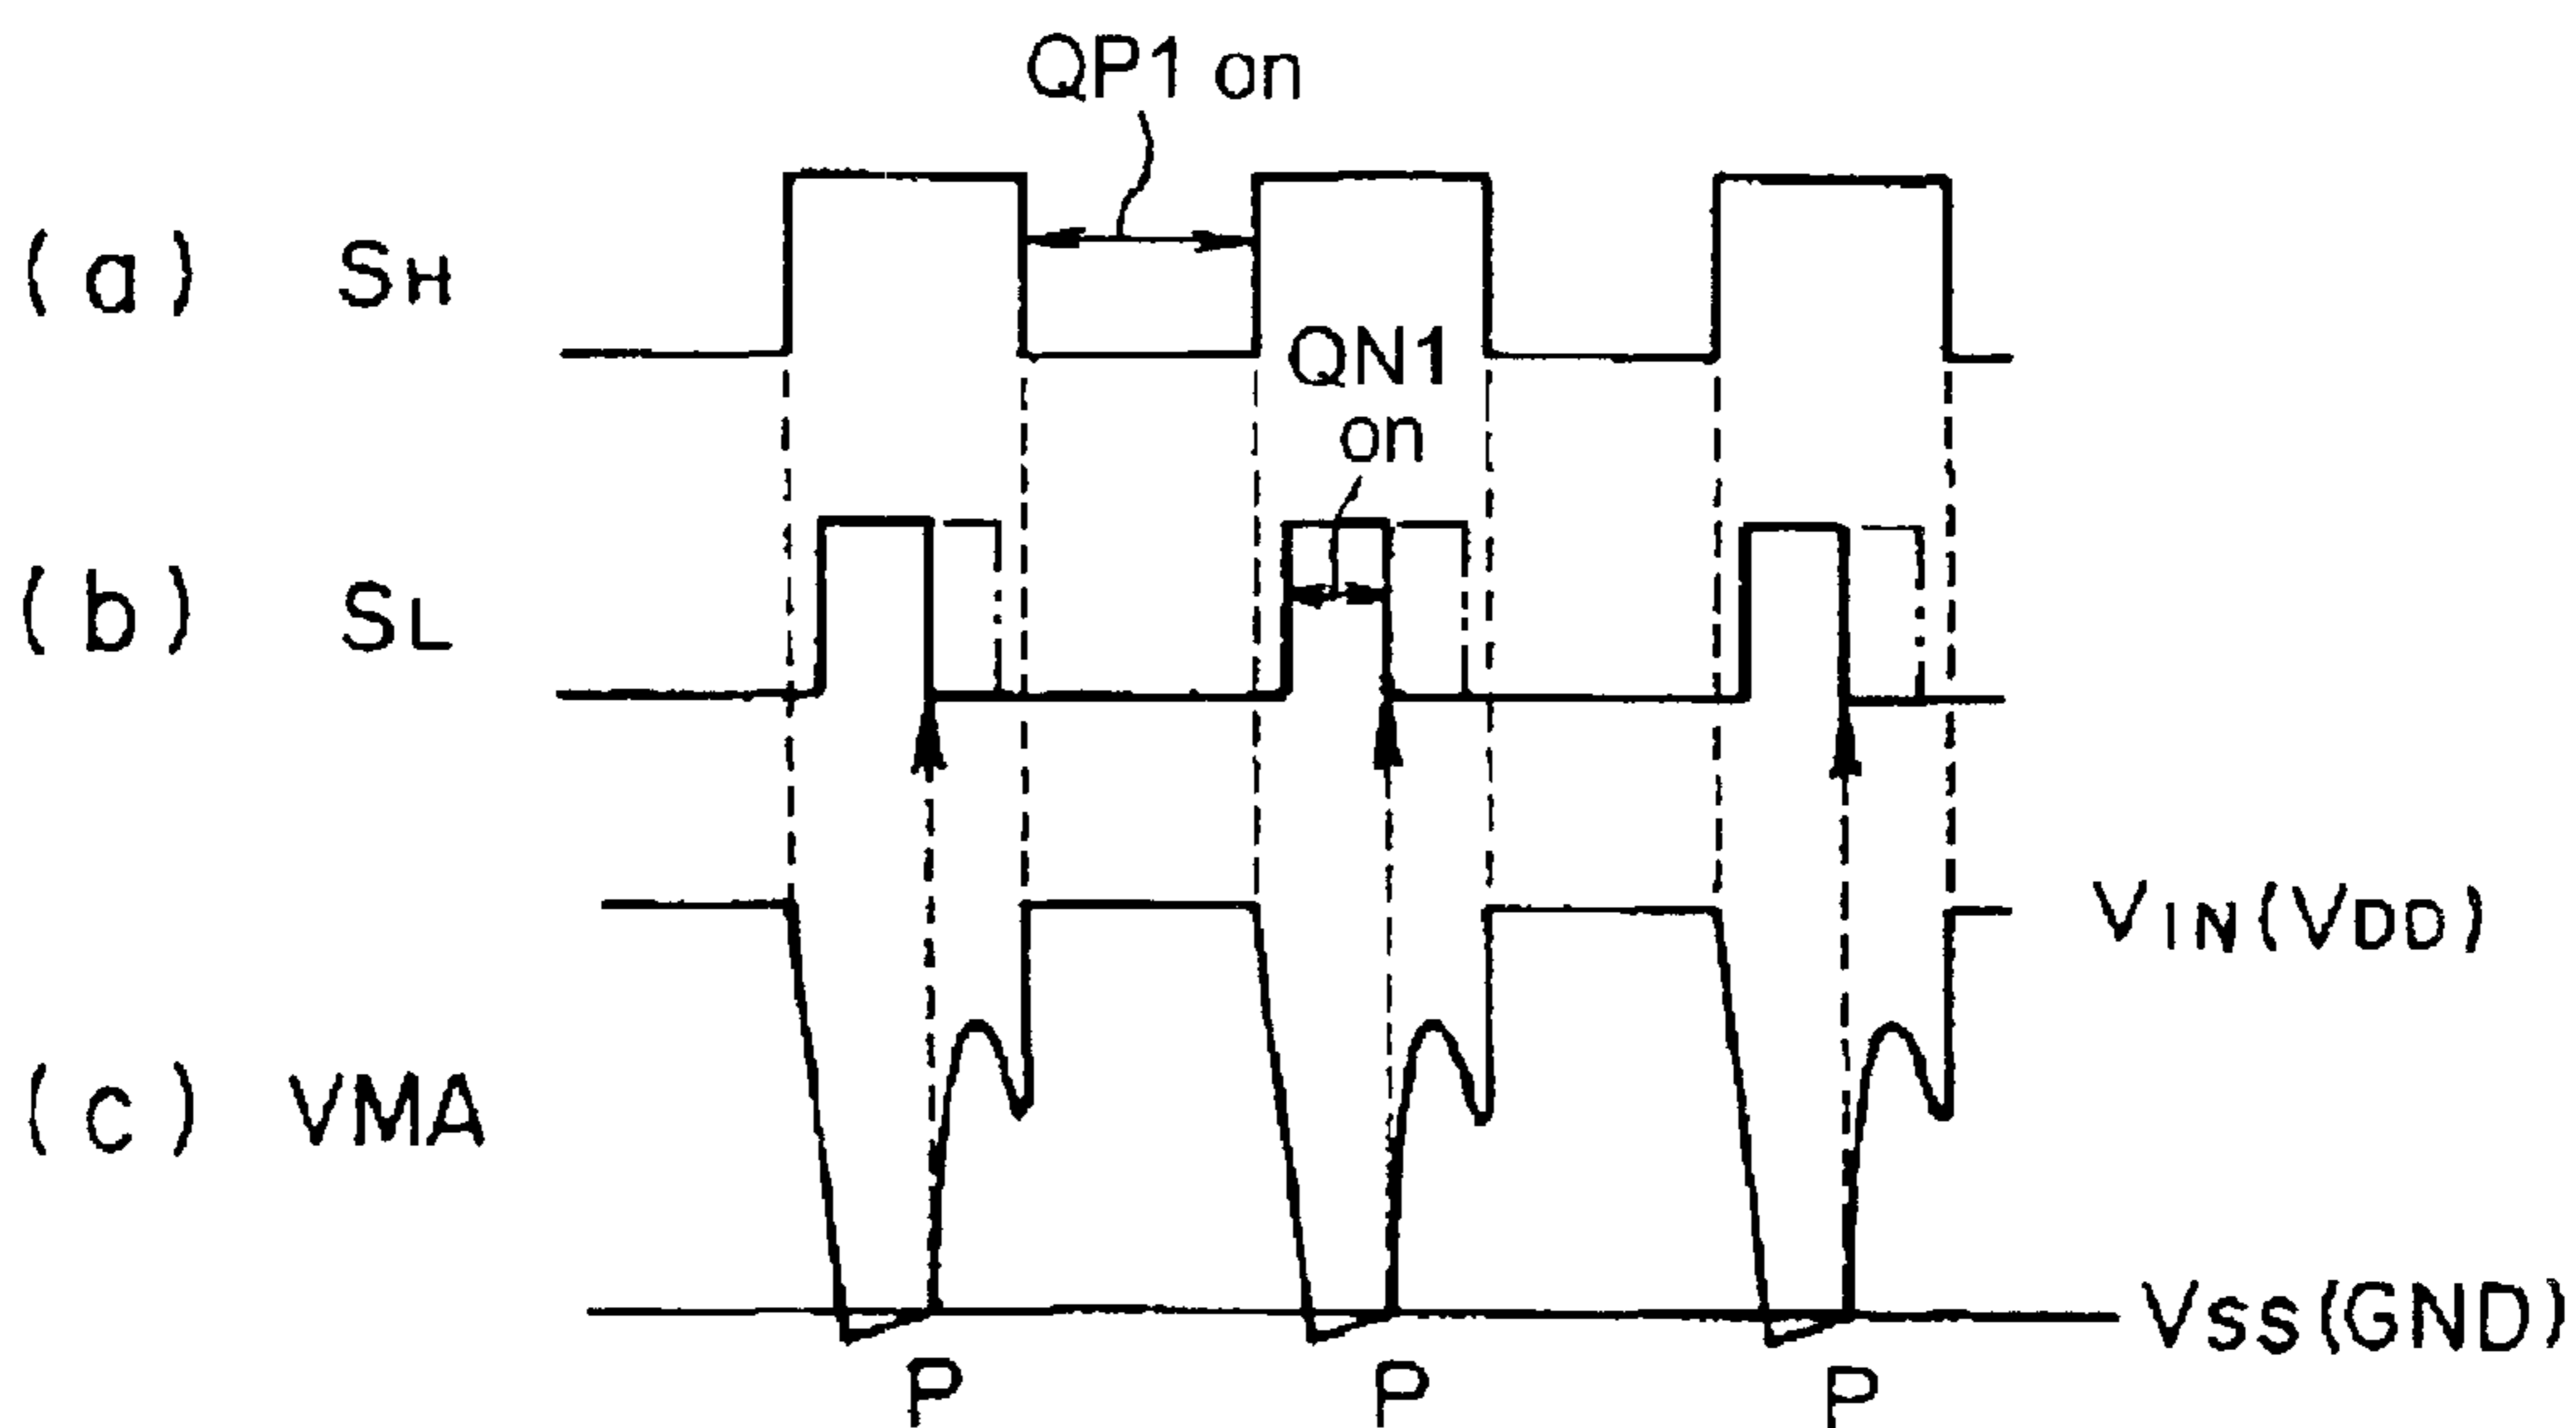 QP1 on
(a) SH
QN1
on
(b) SL
VIN(VDD)
(c) VMA
VSS(GND)
P P P